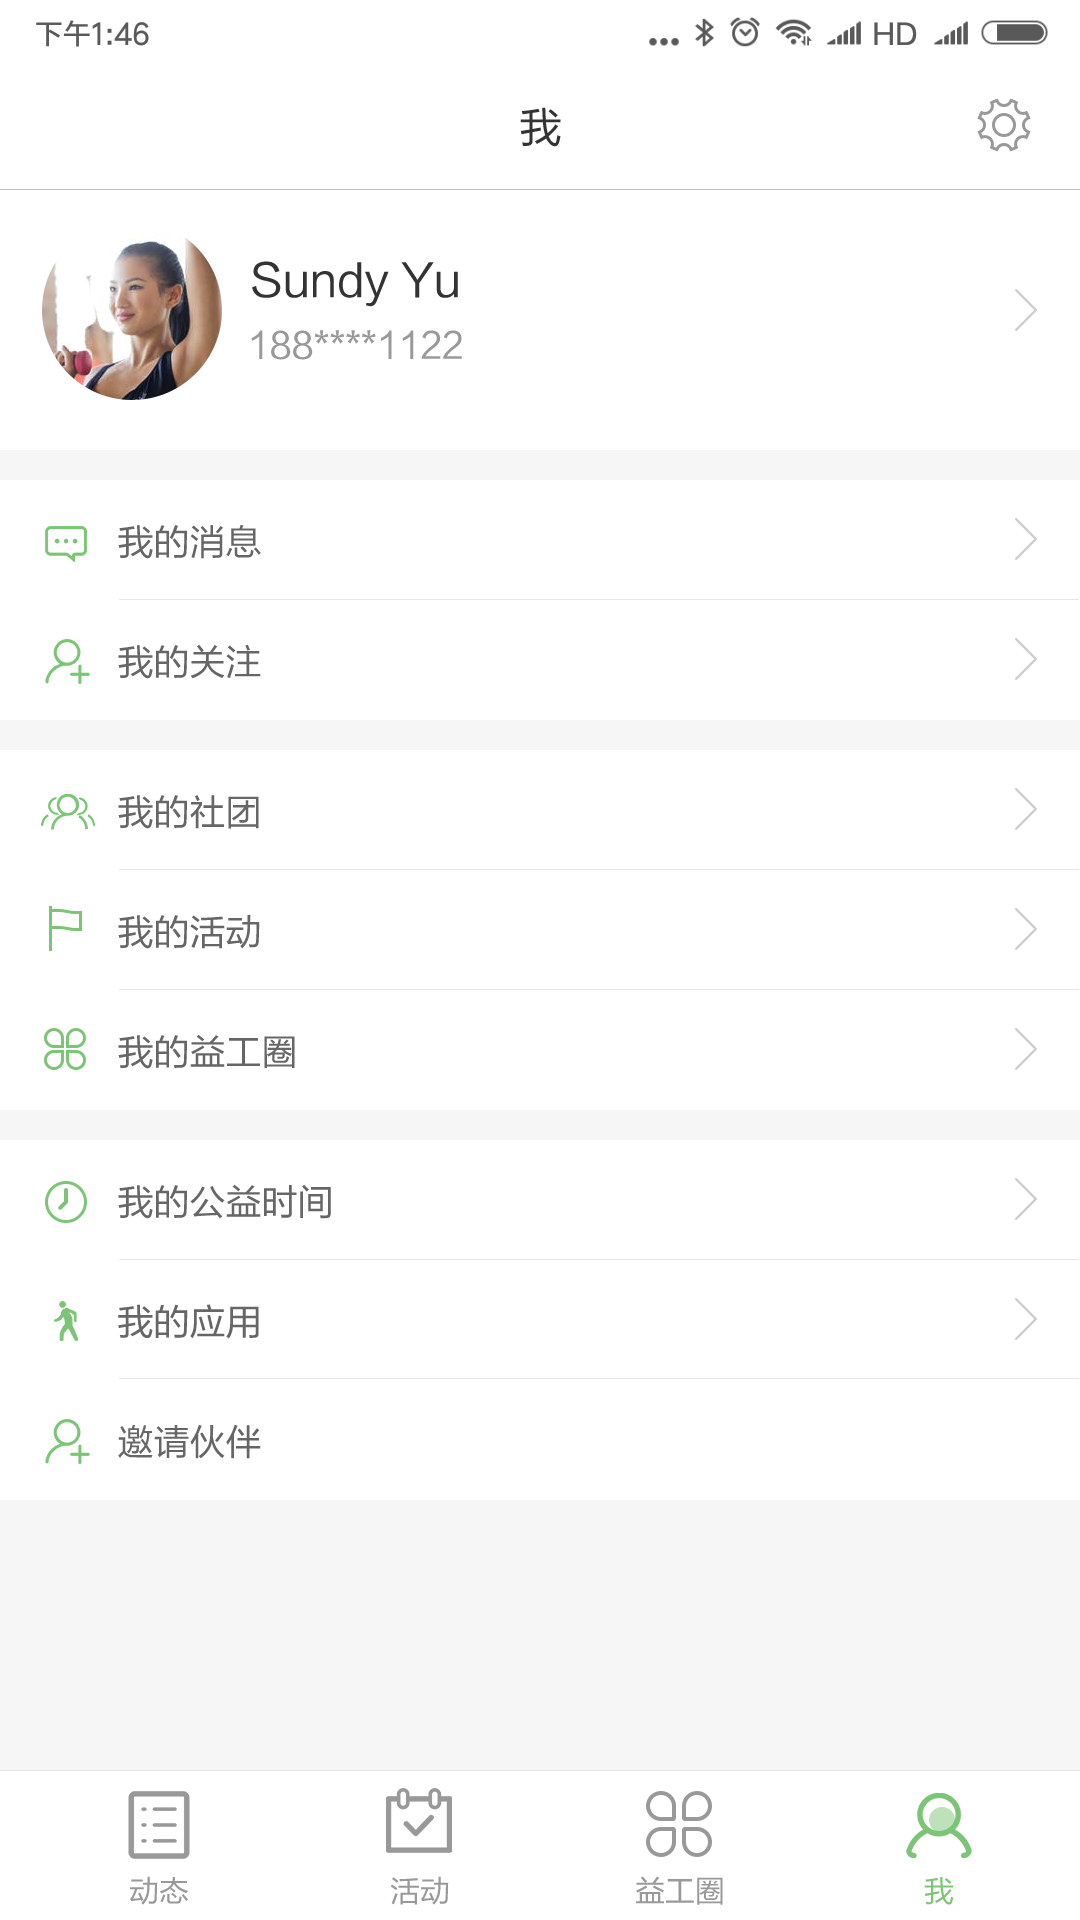 下午1:46
HD
我
Sundy Yu
188****1122
我的消息
我的关注
我的社团
我的活动
我的益工圈
我的公益时间
我的应用
邀请伙伴
动态
活动
益工圈
我